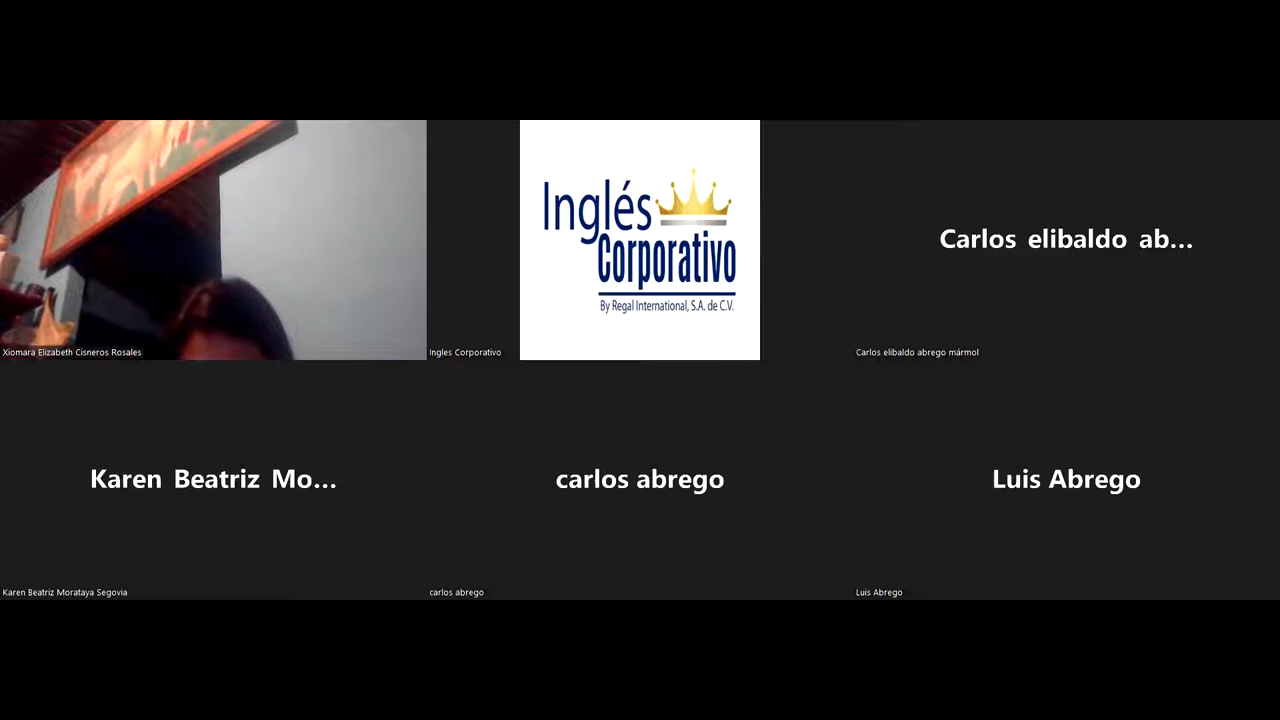 Inglés
Corporativo
By Regal International, S.A. de C.V.
Carlos elibaldo ab...
Xiomara Elizabeth Cisneros Rosales
Ingles Corporativo
Carlos elibaldo abrego mármol
Karen Beatriz Mo...
carlos abrego
Luis Abrego
Karen Beatriz Morataya Segovia
carlos abrego
Luis Abrego